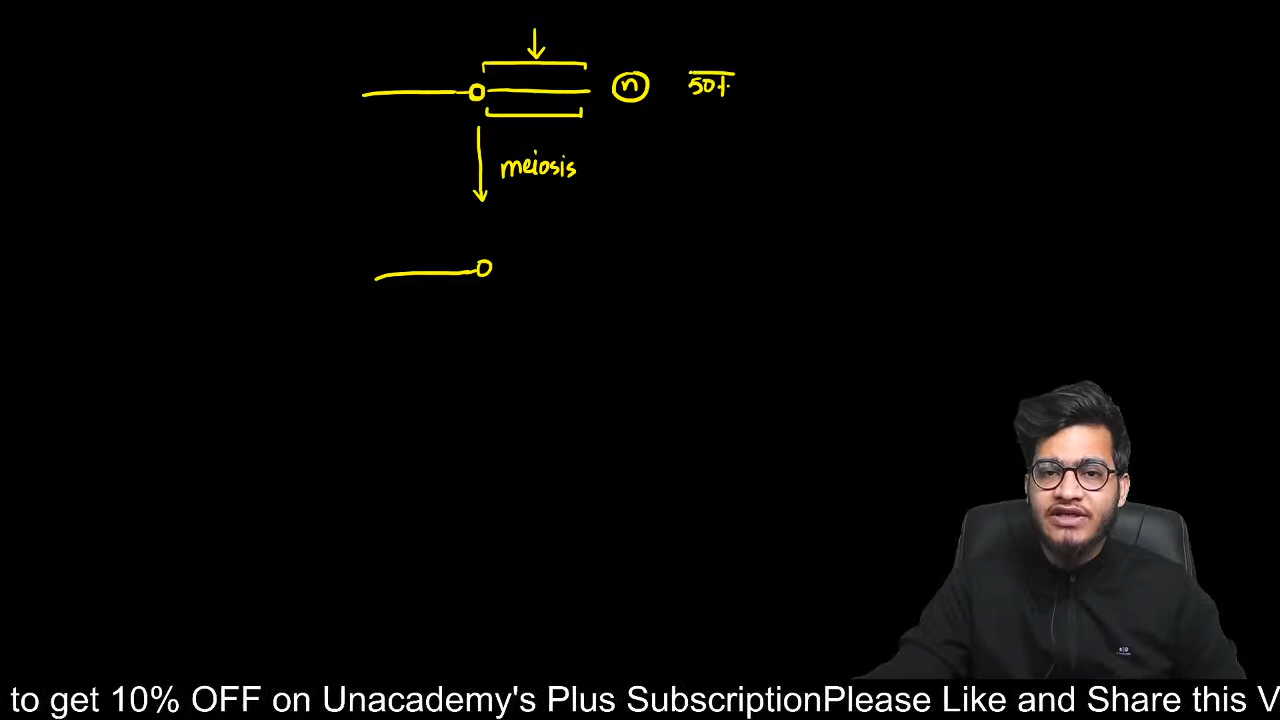 n 50%
meiosis
to get 10% OFF on Unacademy's Plus SubscriptionPlease Like and Share this V